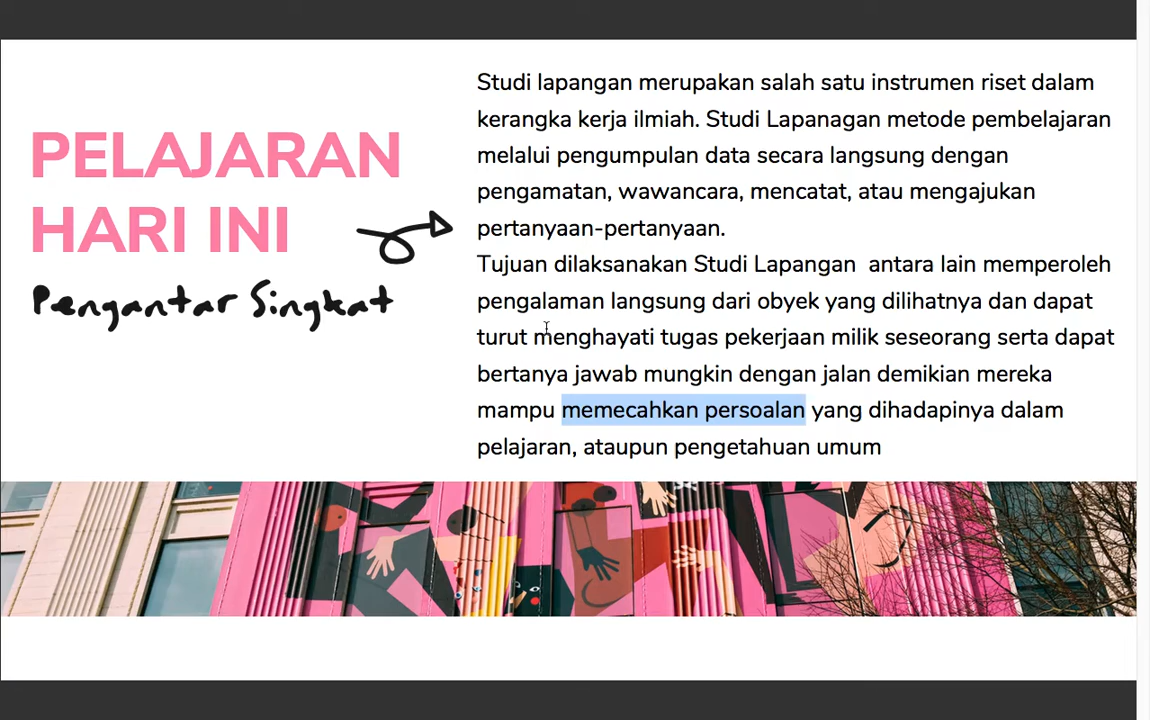 PELAJARAN
HARI INI
Pengantar Singkat
Studi lapangan merupakan salah satu instrumen riset dalam
kerangka kerja ilmiah. Studi Lapanagan metode pembelajaran
melalui pengumpulan data secara langsung dengan
pengamatan, wawancara, mencatat, atau mengajukan
pertanyaan-pertanyaan.
Tujuan dilaksanakan Studi Lapangan  antara lain memperoleh
pengalaman langsung dari obyek yang dilihatnya dan dapat
turut menghayati tugas pekerjaan milik seseorang serta dapat
bertanya jawab mungkin dengan jalan demikian mereka
mampu memecahkan persoalan yang dihadapinya dalam
pelajaran, ataupun pengetahuan umum